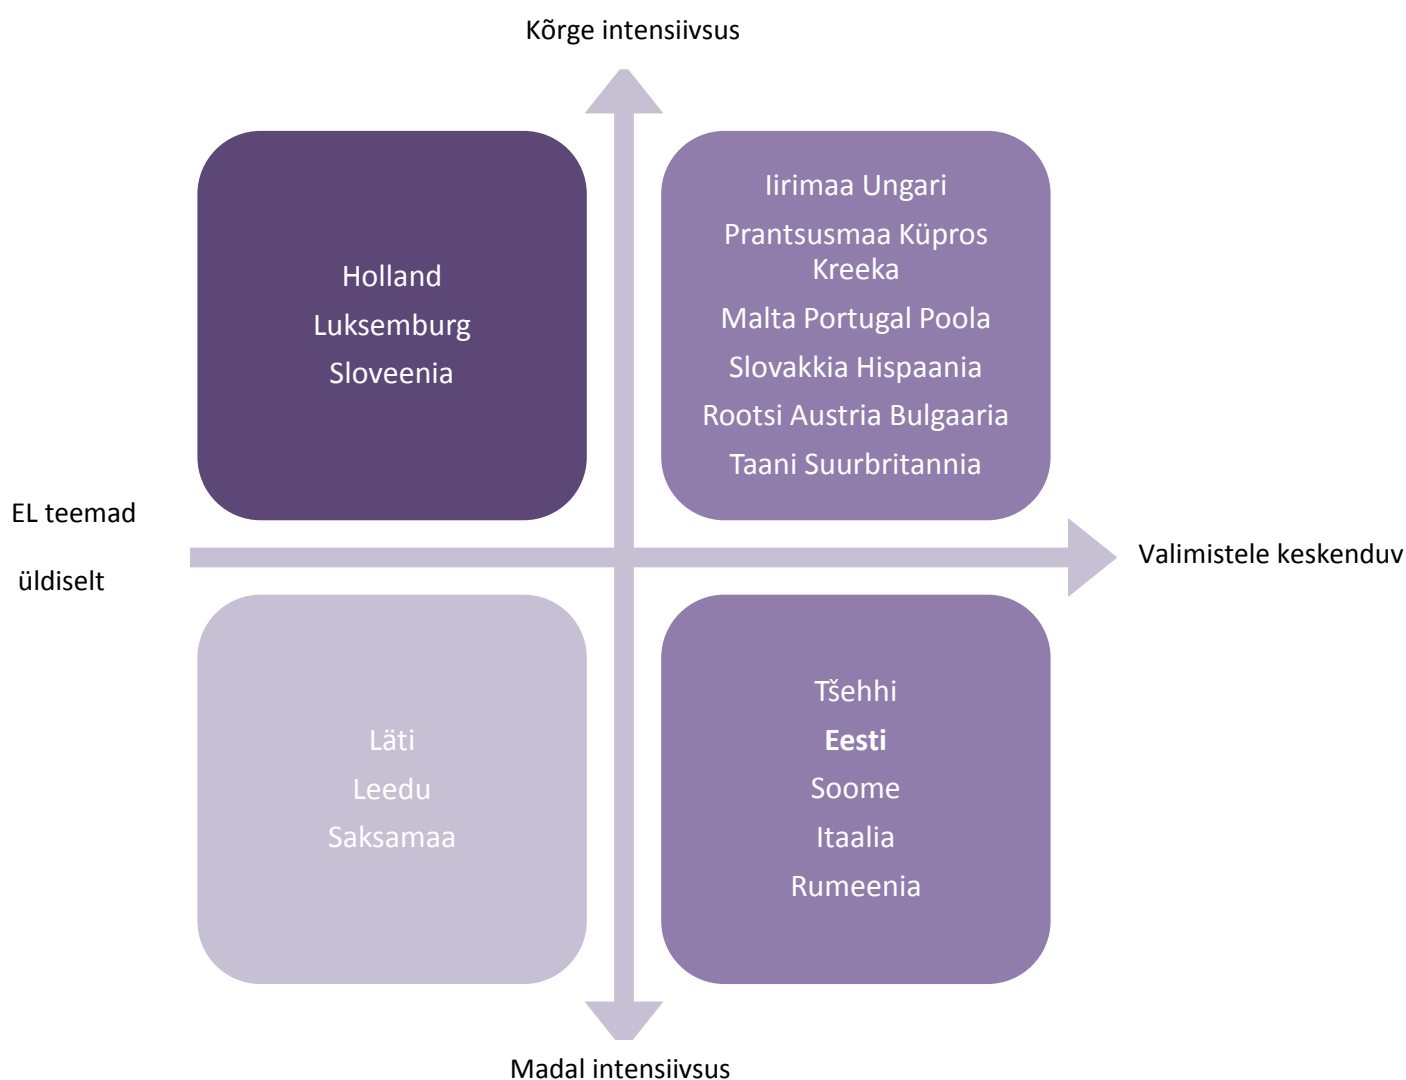 Kõrge intensiivsus
Holland
Luksemburg
Sloveenia
Iirimaa Ungari
Prantsusmaa Küpros
Kreeka
Malta Portugal Poola
Slovakkia Hispaania
Rootsi Austria Bulgaaria
Taani Suurbritannia
EL teemad
üldiselt
Valimistele keskenduv
Läti
Leedu
Saksamaa
Tšehhi
Eesti
Soome
Itaalia
Rumeenia
Madal intensiivsus